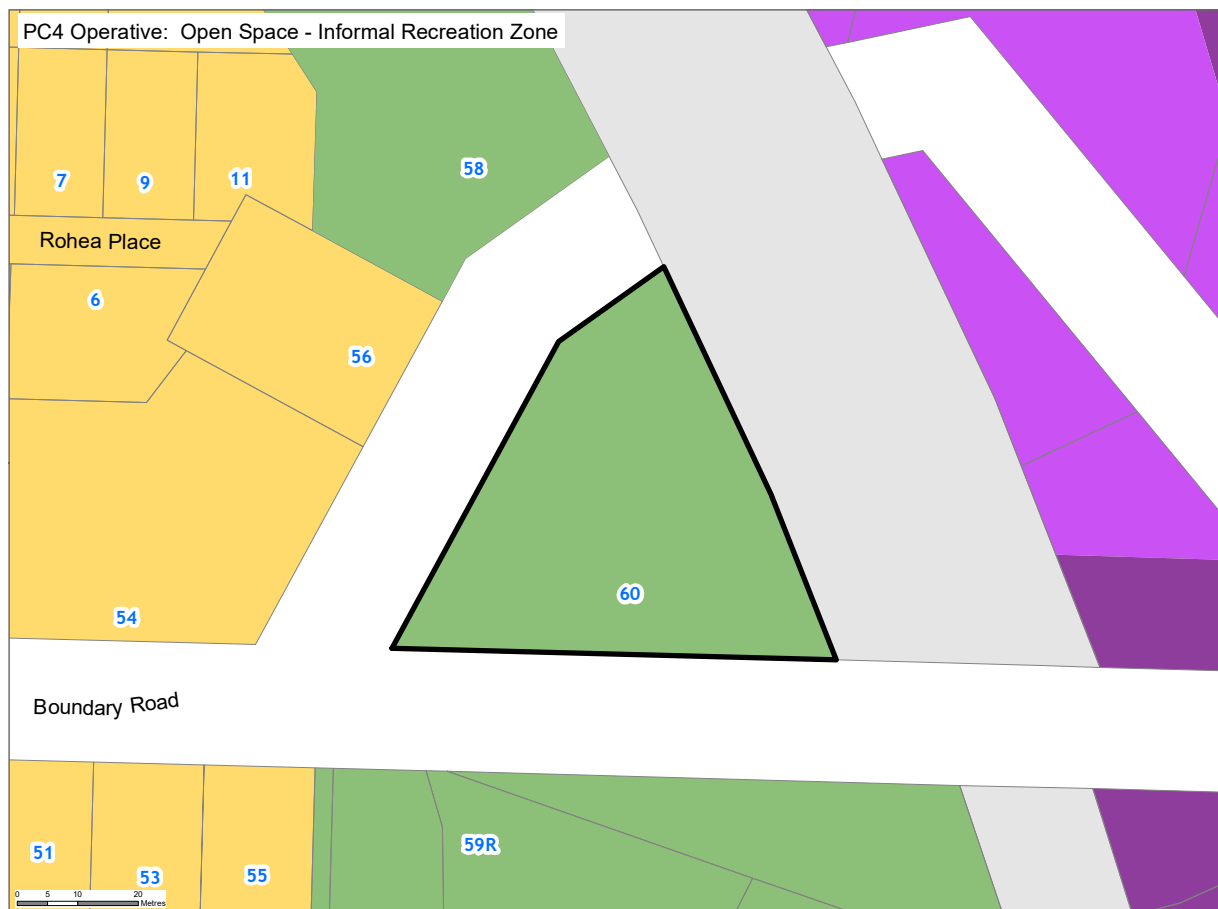 PC4 Operative: Open Space - Informal Recreation Zone
58
7
9
11
Rohea Place
6
56
60
54
Boundary Road
59R
51
53
55
0 5 10 20
Metres